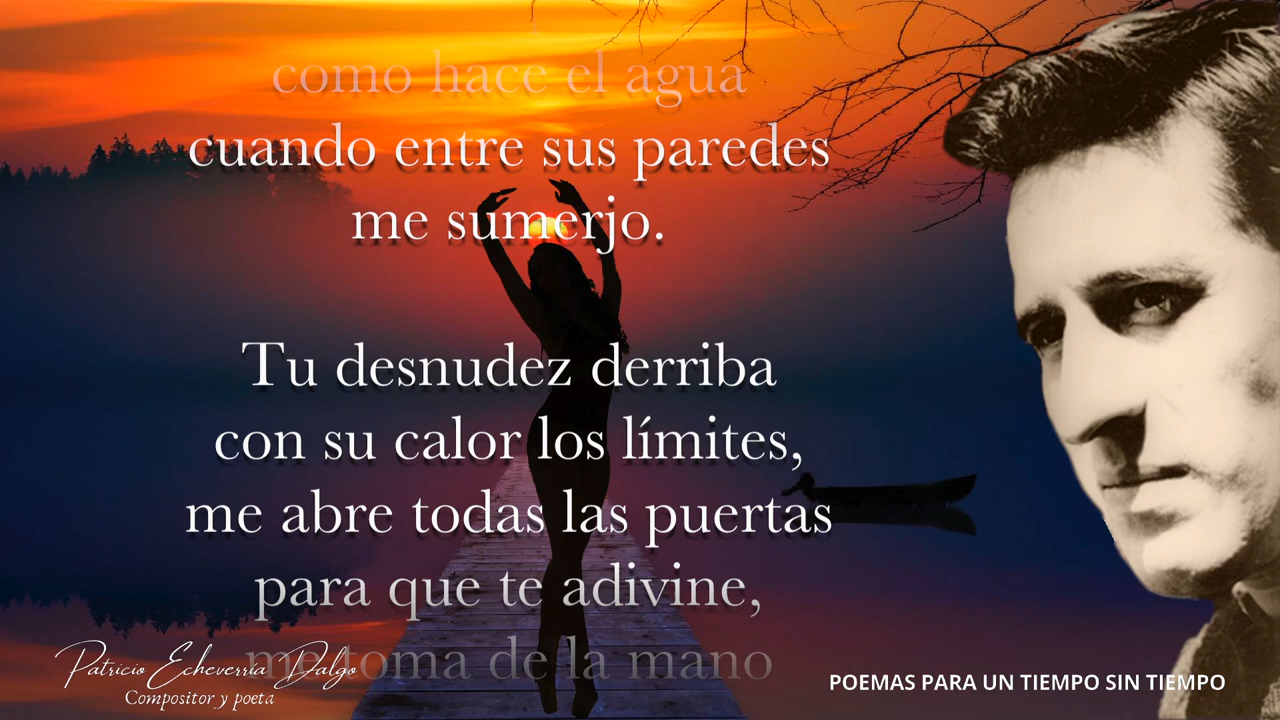 como hace el agua
cuando entre sus paredes
me sumerjo.
Tu desnudez derriba
con su calor los límites,
me abre todas las puertas
para que te adivine,
me toma de la mano
Patricio Echeverría Dalgo
Compositor y poeta
POEMAS PARA UN TIEMPO SIN TIEMPO